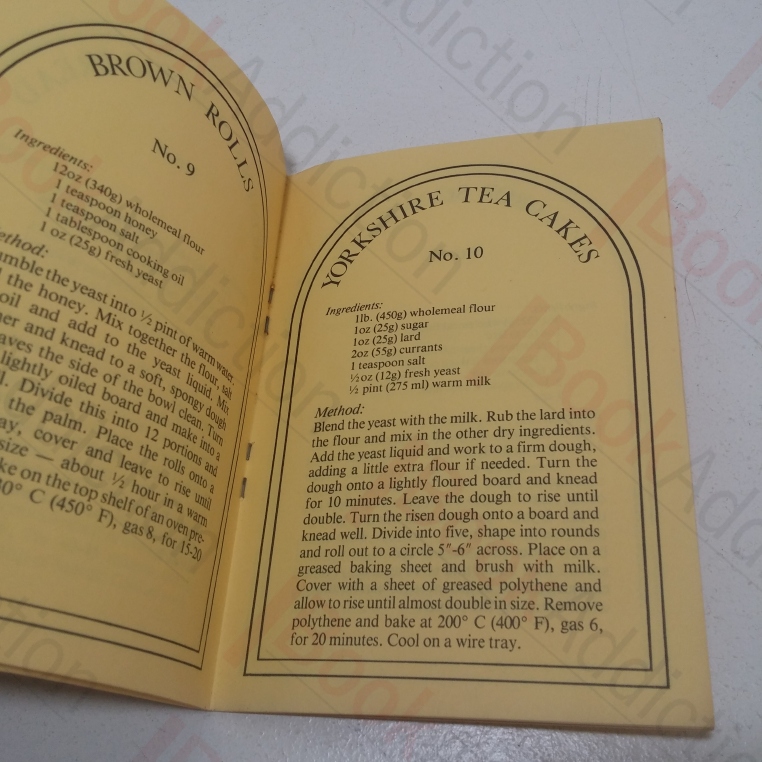 BROWN ROLLS
No. 9
Ingredients:
12oz (340g) wholemeal flour
1 teaspoon honey
1 teaspoon salt
1 tablespoon cooking oil
1 oz (25g) fresh yeast
ethod:
umble the yeast into ½ pint of warm water.
the honey. Mix together the flour, salt
oil and add to the yeast liquid. Mix
her and knead to a soft, spongy dough
aves the side of the bowl clean. Turn
lightly oiled board and make into a
l. Divide this into 12 portions and
the palm. Place the rolls onto a
ay, cover and leave to rise until
size — about ½ hour in a warm
ke on the top shelf of an oven pre-
0° C (450° F), gas 8, for 15-20
YORKSHIRE TEA CAKES
No. 10
Ingredients:
1lb. (450g) wholemeal flour
1oz (25g) sugar
1oz (25g) lard
2oz (55g) currants
1 teaspoon salt
½oz (12g) fresh yeast
½ pint (275 ml) warm milk
Method:
Blend the yeast with the milk. Rub the lard into
the flour and mix in the other dry ingredients.
Add the yeast liquid and work to a firm dough,
adding a little extra flour if needed. Turn the
dough onto a lightly floured board and knead
for 10 minutes. Leave the dough to rise until
double. Turn the risen dough onto a board and
knead well. Divide into five, shape into rounds
and roll out to a circle 5"-6" across. Place on a
greased baking sheet and brush with milk.
Cover with a sheet of greased polythene and
allow to rise until almost double in size. Remove
polythene and bake at 200° C (400° F), gas 6,
for 20 minutes. Cool on a wire tray.
BookAddiction